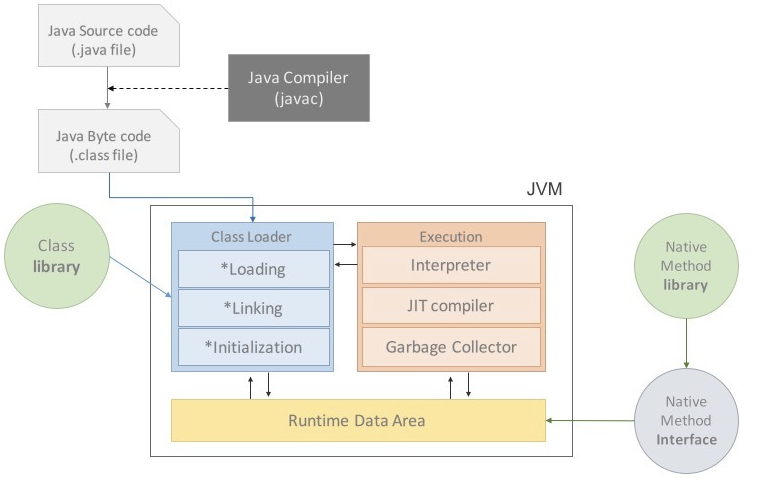 Java Source code
(.java file)
Java Compiler
(javac)
Java Byte code
(.class file)
JVM
Class
library
Class Loader
*Loading
*Linking
*Initialization
Execution
Interpreter
JIT compiler
Garbage Collector
Runtime Data Area
Native
Method
library
Native
Method
Interface